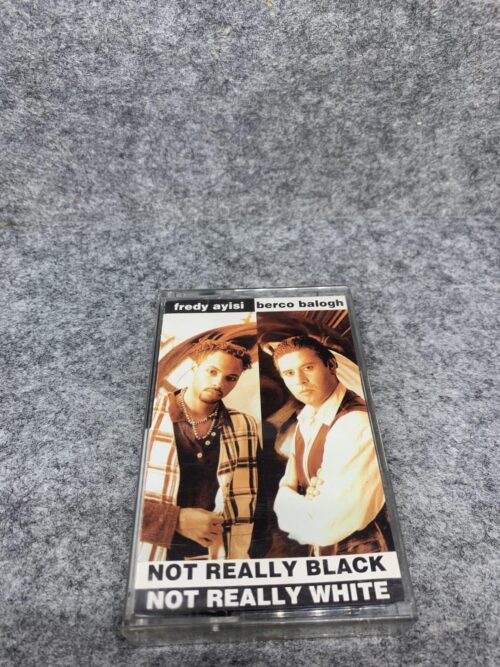 fredy ayisi berco balogh
NOT REALLY BLACK
NOT REALLY WHITE